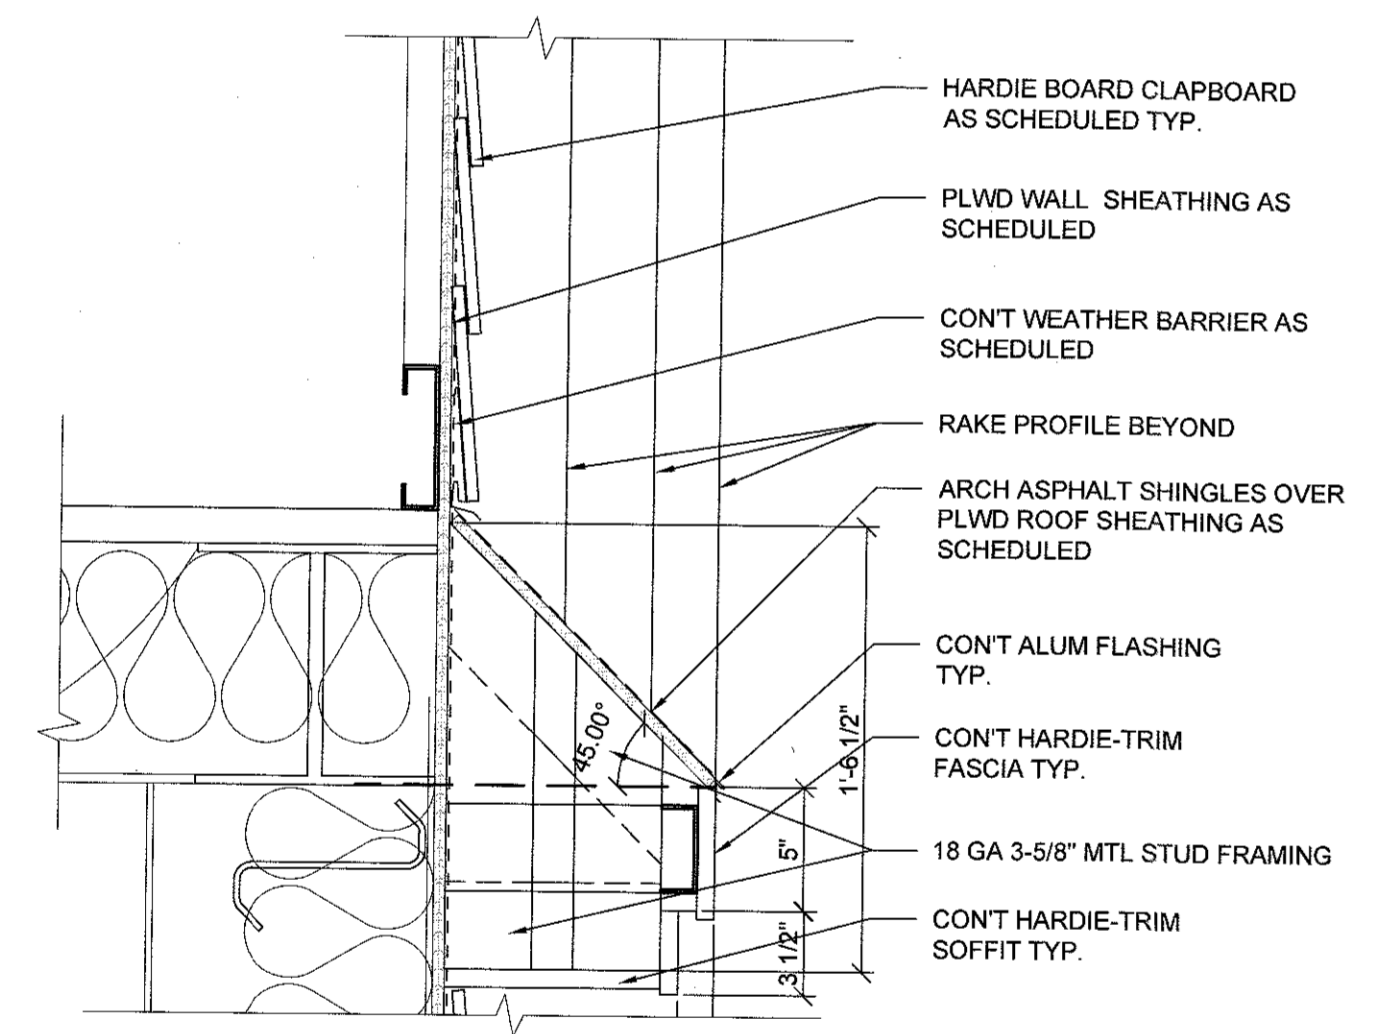 HARDIE BOARD CLAPBOARD
AS SCHEDULED TYP.
PLWD WALL SHEATHING AS
SCHEDULED
CON'T WEATHER BARRIER AS
SCHEDULED
RAKE PROFILE BEYOND
ARCH ASPHALT SHINGLES OVER
PLWD ROOF SHEATHING AS
SCHEDULED
CON'T ALUM FLASHING
TYP.
CON'T HARDIE-TRIM
FASCIA TYP.
18 GA 3-5/8" MTL STUD FRAMING
CON'T HARDIE-TRIM
SOFFIT TYP.
45.00°
1'-6 1/2"
5"
3 1/2"